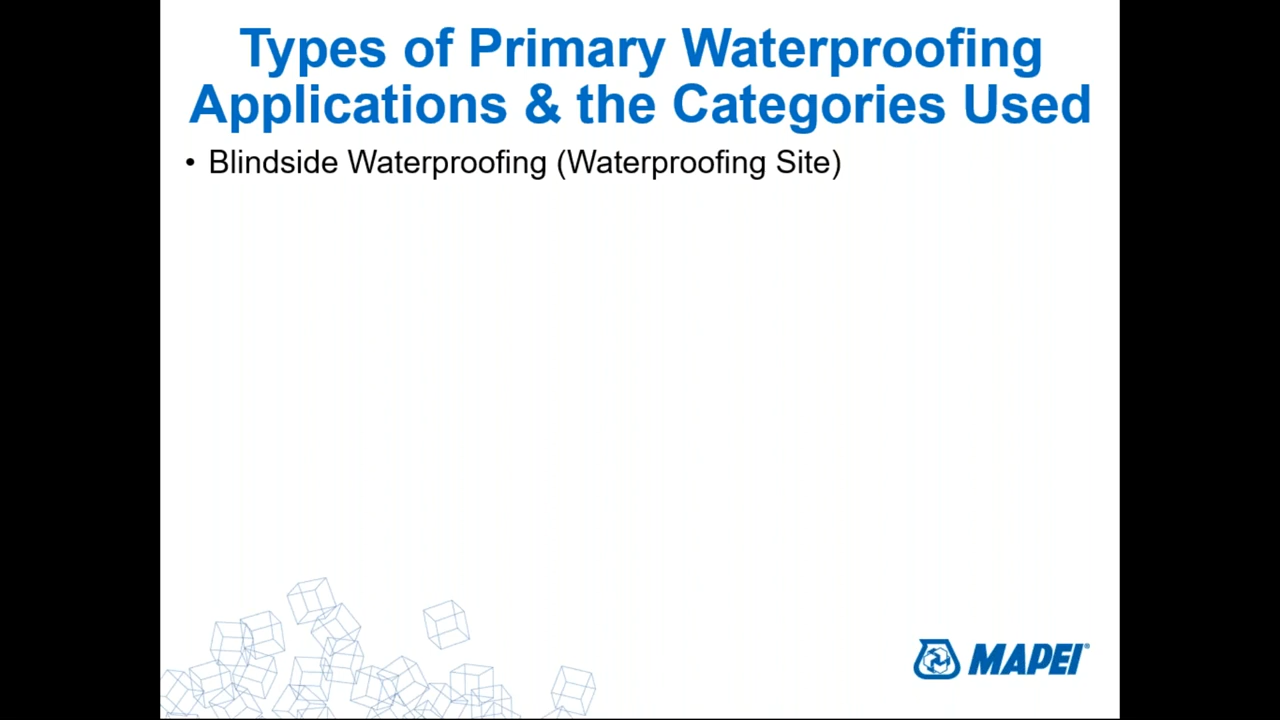 Types of Primary Waterproofing
Applications & the Categories Used
• Blindside Waterproofing (Waterproofing Site)
MAPEI®